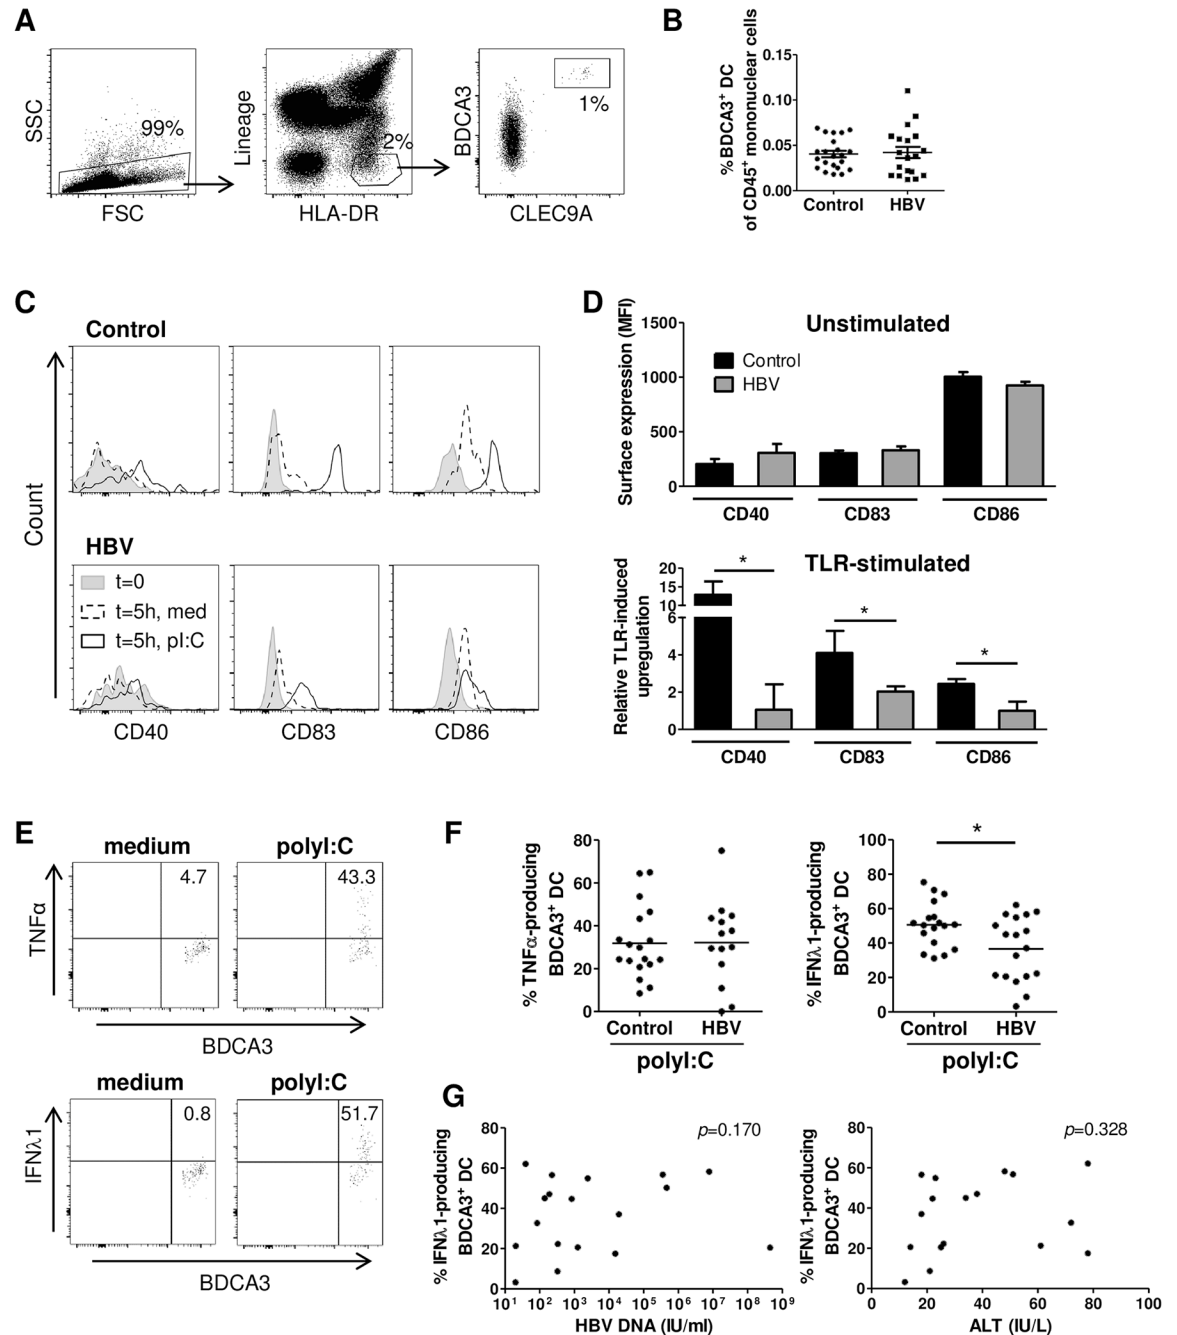 A
SSC
99%
FSC
Lineage
2%
HLA-DR
BDCA3
1%
CLEC9A
B
%BDCA3⁺ DC
of CD45⁺ mononuclear cells
0.15
0.10
0.05
0.00
Control
HBV
C
Count
Control
HBV
t=0
t=5h, med
t=5h, pI:C
CD40
CD83
CD86
D
Surface expression (MFI)
Unstimulated
1500
1000
500
0
Control
HBV
CD40
CD83
CD86
Relative TLR-induced
upregulation
TLR-stimulated
20
15
10
6
4
2
0
*
*
*
CD40
CD83
CD86
E
medium
polyI:C
TNFα
4.7
43.3
BDCA3
medium
polyI:C
IFNλ1
0.8
51.7
BDCA3
F
% TNFα-producing
BDCA3⁺ DC
80
60
40
20
0
Control
HBV
polyI:C
% IFNλ1-producing
BDCA3⁺ DC
100
80
60
40
20
0
*
Control
HBV
polyI:C
G
% IFNλ1-producing
BDCA3⁺ DC
80
60
40
20
0
p=0.170
10¹ 10² 10³ 10⁴ 10⁵ 10⁶ 10⁷ 10⁸ 10⁹
HBV DNA (IU/ml)
% IFNλ1-producing
BDCA3⁺ DC
80
60
40
20
0
p=0.328
0 20 40 60 80 100
ALT (IU/L)